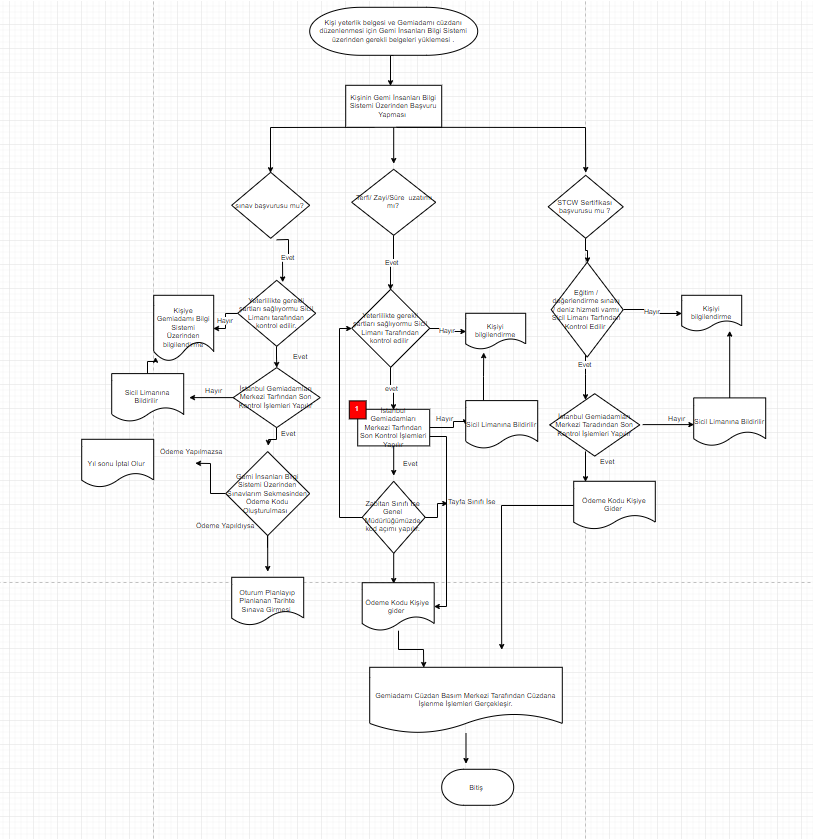 Kişi yeterlik belgesi ve Gemiadamı cüzdanı
düzenlenmesi için Gemi İnsanları Bilgi Sistemi
üzerinden gerekli belgeleri yüklemesi .
Kişinin Gemi İnsanları Bilgi
Sistemi Üzerinden Başvuru
Yapması
sınav başvurusu mu?
Terfi/ Zayi/Süre uzatımı
mı?
STCW Sertifikası
başvurusu mu ?
Evet
Evet
Kişiye
Gemiadamı Bilgi
Sistemi
Üzerinden
bilgilendirme
Hayır
Yeterlilikte gerekli
şartları sağlıyormu Sicil
Limanı tarafından
kontrol edilir.
Yeterlilikte gerekli
şartları sağlıyormu Sicil
Limanı Tarafından
kontrol edilir
Hayır
Kişiyi
bilgilendirme
Eğitim /
değerlendirme sınavı
deniz hizmeti varmı
Sicil Limanı Tarfından
Kontrol Edilir
Hayır
Kişiyi
bilgilendirme
Evet
evet
Evet
Sicil Limanına
Bildirilir
Hayır
İstanbul Gemiadamları
Merkezi Tarfından Son
Kontrol İşlemleri Yapılır
1
İstanbul
Gemiadamları
Merkezi Tarfından
Son Kontrol İşlemleri
Yapılır
Hayır
Sicil Limanına Bildirilir
İstanbul Gemiadamları
Merkezi Taradından Son
Kontrol İşlemleri Yapılır
Hayır
Sicil Limanına Bildirilir
Evet
Evet
Evet
Ödeme Yapılmazsa
Yıl sonu İptal Olur
Gemi İnsanları Bilgi
Sistemi Üzerinden
Sınavlarım Sekmesinden
Ödeme Kodu
Oluşturulması
Ödeme Yapıldıysa
Zabitan Sınıfı İse
Genel
Müdürlüğümüzde
kod açımı yapılır.
Tayfa Sınıfı İse
Ödeme Kodu Kişiye
Gider
Oturum Planlayıp
Planlanan Tarihte
Sınava Girmesi
Ödeme Kodu Kişiye
gider
Gemiadamı Cüzdan Basım Merkezi Tarafından Cüzdana
İşlenme İşlemleri Gerçekleşir.
Bitiş